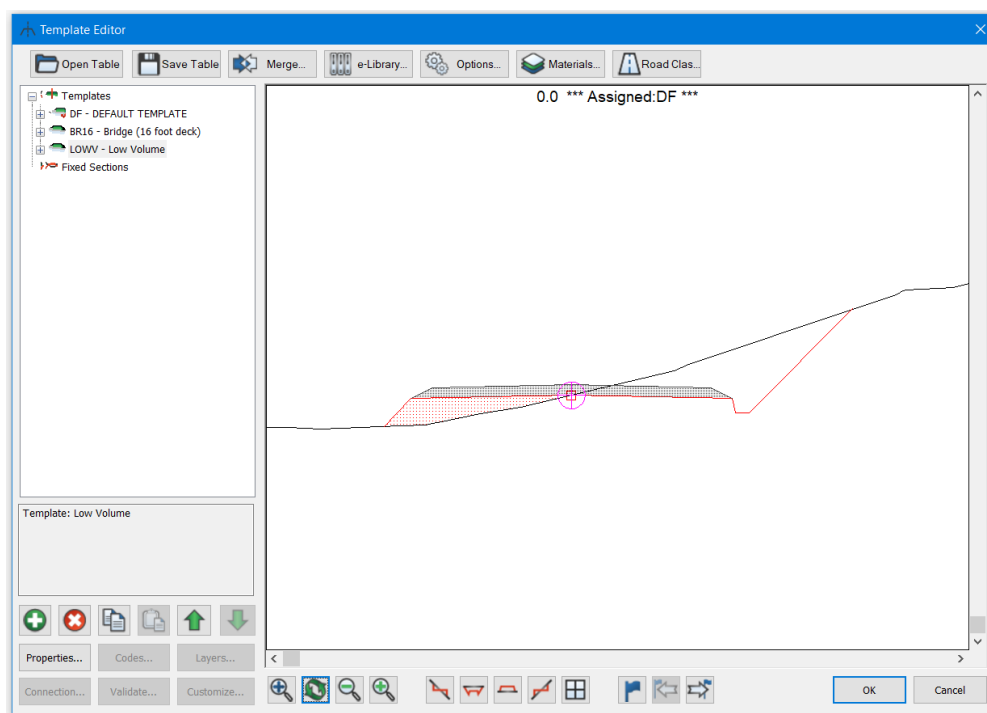 Template Editor
Open Table Save Table Merge... e-Library... Options... Materials... Road Clas...
Templates
DF - DEFAULT TEMPLATE
BR16 - Bridge (16 foot deck)
LOWV - Low Volume
Fixed Sections
0.0 *** Assigned:DF ***
Template: Low Volume
Properties... Codes... Layers...
Connection... Validate... Customize...
OK Cancel